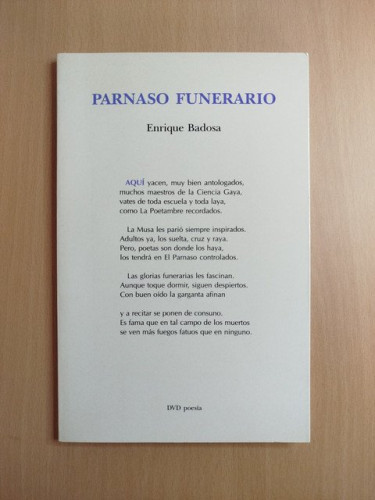 PARNASO FUNERARIO
Enrique Badosa
AQUÍ yacen, muy bien antologados,
muchos maestros de la Ciencia Gaya,
vates de toda escuela y toda laya,
como La Poetambre recordados.
La Musa les parió siempre inspirados.
Adultos ya, los suelta, cruz y raya.
Pero, poetas son donde los haya,
los tendrá en El Parnaso controlados.
Las glorias funerarias les fascinan.
Aunque toque dormir, siguen despiertos.
Con buen oído la garganta afinan
y a recitar se ponen de consuno.
Es fama que en tal campo de los muertos
se ven más fuegos fatuos que en ninguno.
DVD poesía